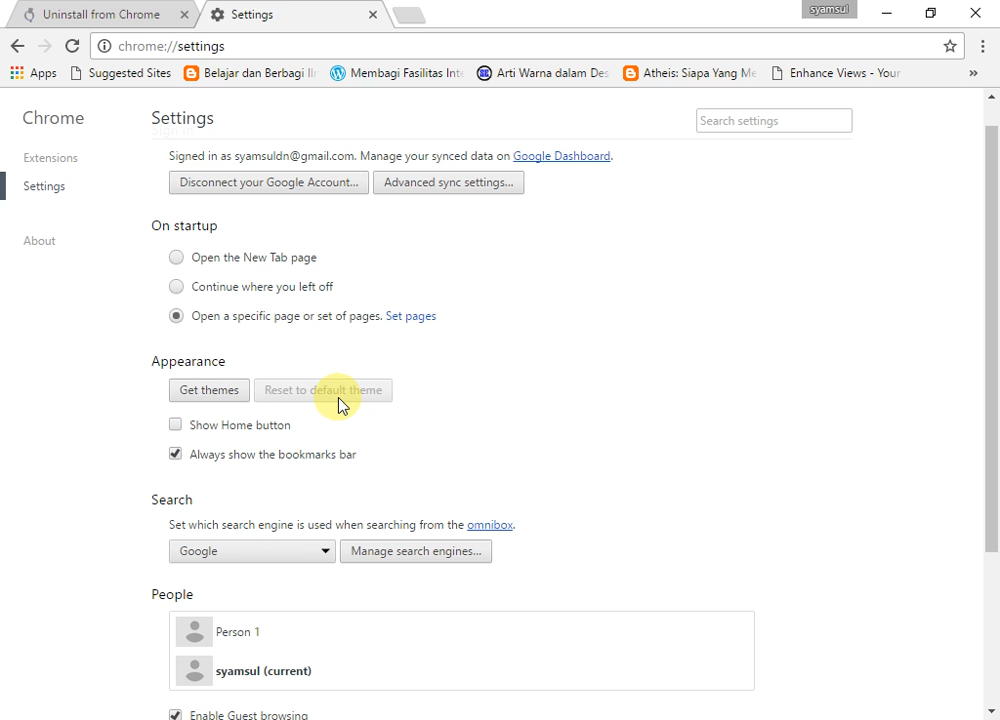 Uninstall from Chrome
Settings
syamsul
chrome://settings
Apps
Suggested Sites
Belajar dan Berbagi Ilm
Membagi Fasilitas Inte
Arti Warna dalam Des
Atheis: Siapa Yang Me
Enhance Views - Your
»
Chrome
Settings
Search settings
Sign in
Extensions
Signed in as syamsuldn@gmail.com. Manage your synced data on Google Dashboard.
Settings
Disconnect your Google Account...
Advanced sync settings...
On startup
About
Open the New Tab page
Continue where you left off
Open a specific page or set of pages. Set pages
Appearance
Get themes
Reset to default theme
Show Home button
Always show the bookmarks bar
Search
Set which search engine is used when searching from the omnibox.
Google
Manage search engines...
People
Person 1
syamsul (current)
Enable Guest browsing